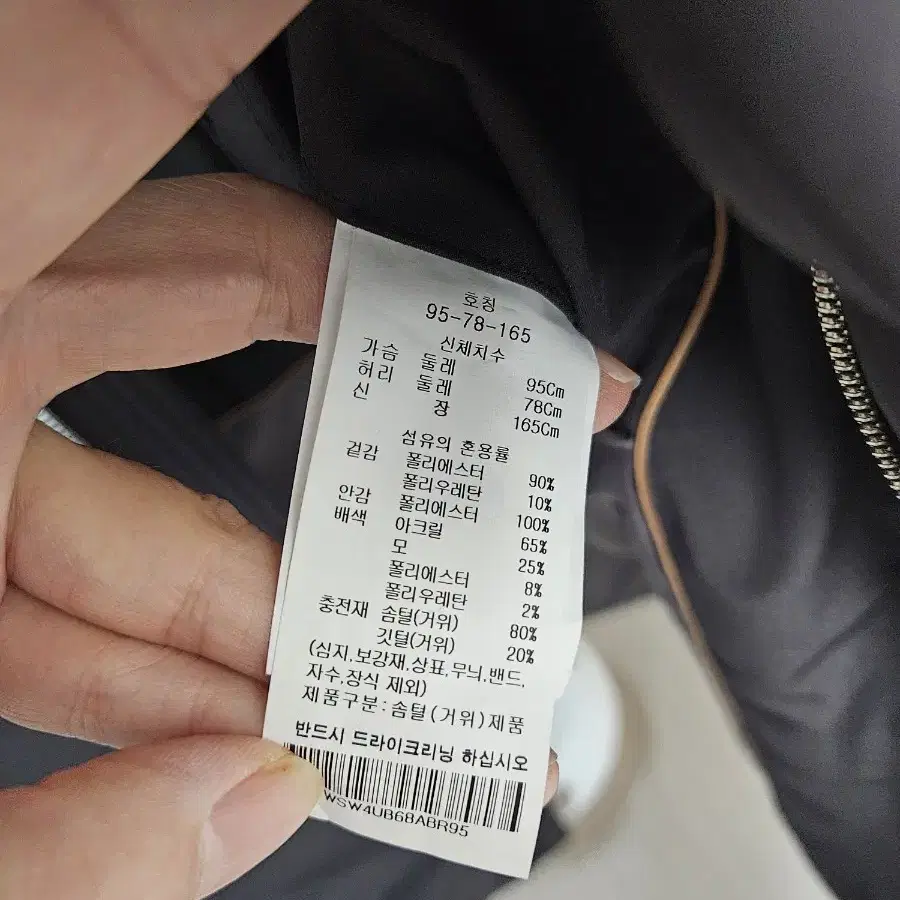 호칭
95-78-165
신체치수
가슴 둘레 95Cm
허리 둘레 78Cm
신 장 165Cm
섬유의 혼용률
겉감 폴리에스터 90%
폴리우레탄 10%
안감 폴리에스터 100%
배색 아크릴 65%
모 25%
폴리에스터 8%
폴리우레탄 2%
충전재 솜털(거위) 80%
깃털(거위) 20%
(심지,보강재,상표,무늬,밴드,
자수,장식 제외)
제품구분:솜털(거위)제품
반드시 드라이크리닝 하십시오
WSW4UB68ABR95